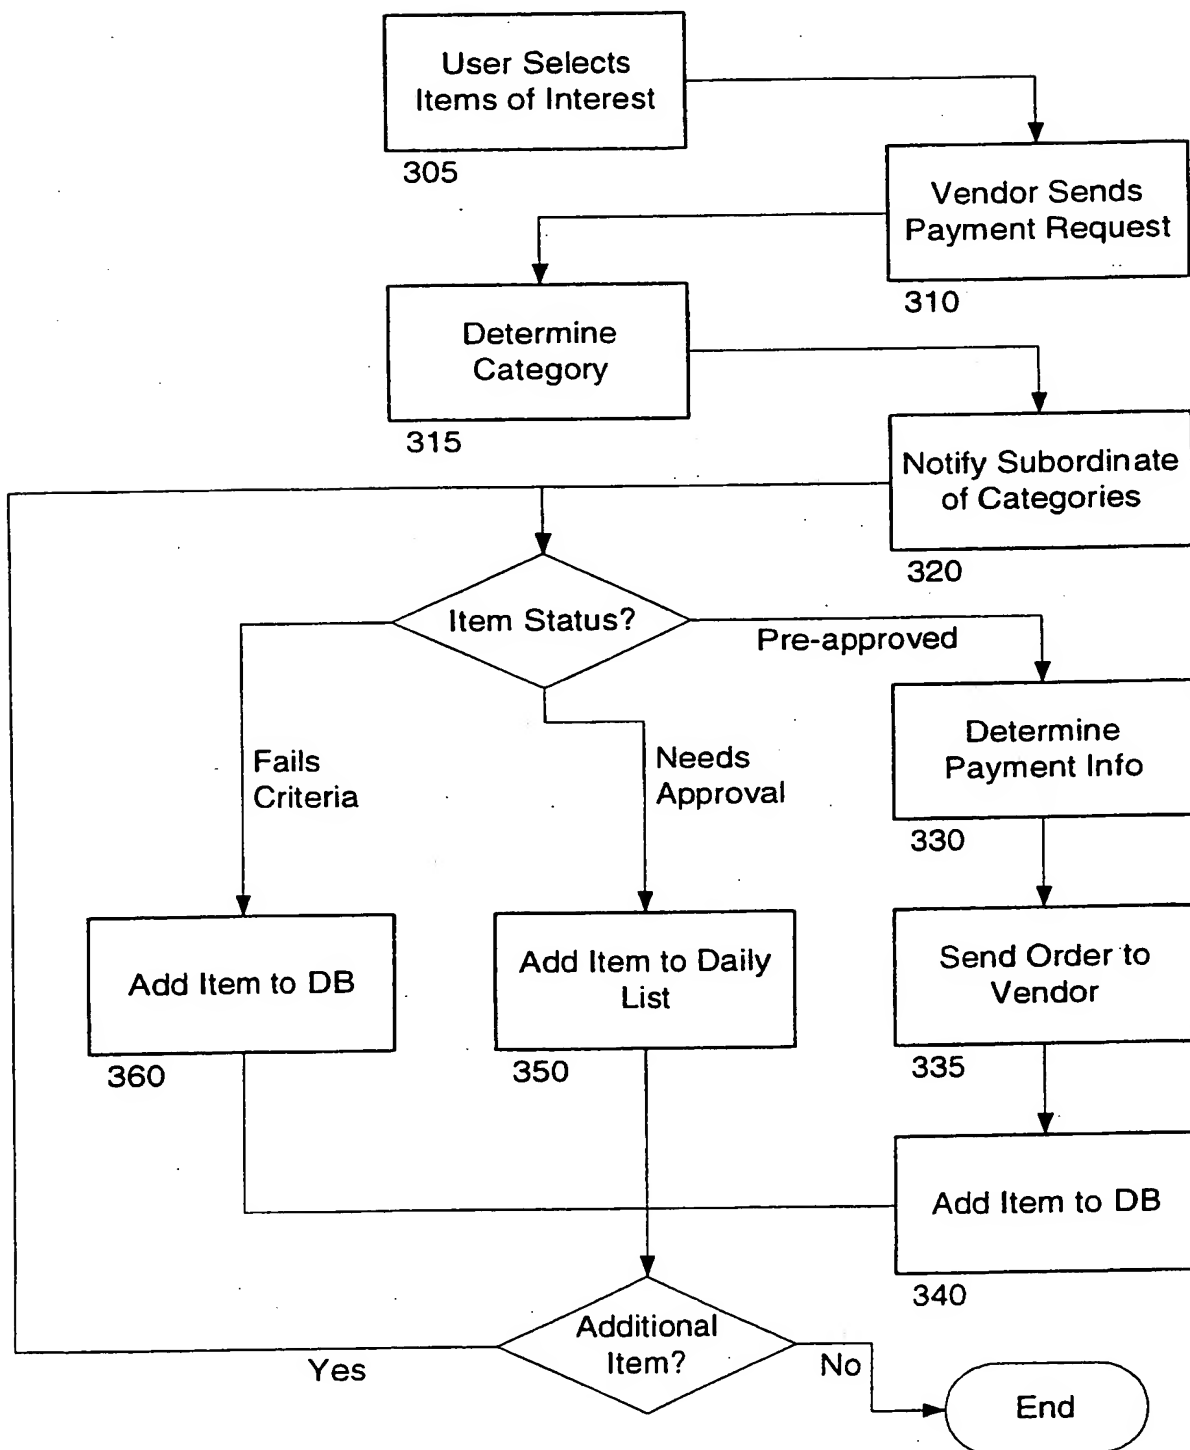 User Selects
Items of Interest
305
Vendor Sends
Payment Request
310
Determine
Category
315
Notify Subordinate
of Categories
320
Item Status?
Pre-approved
Fails
Criteria
Needs
Approval
Determine
Payment Info
330
Add Item to DB
360
Add Item to Daily
List
350
Send Order to
Vendor
335
Add Item to DB
340
Additional
Item?
Yes
No
End